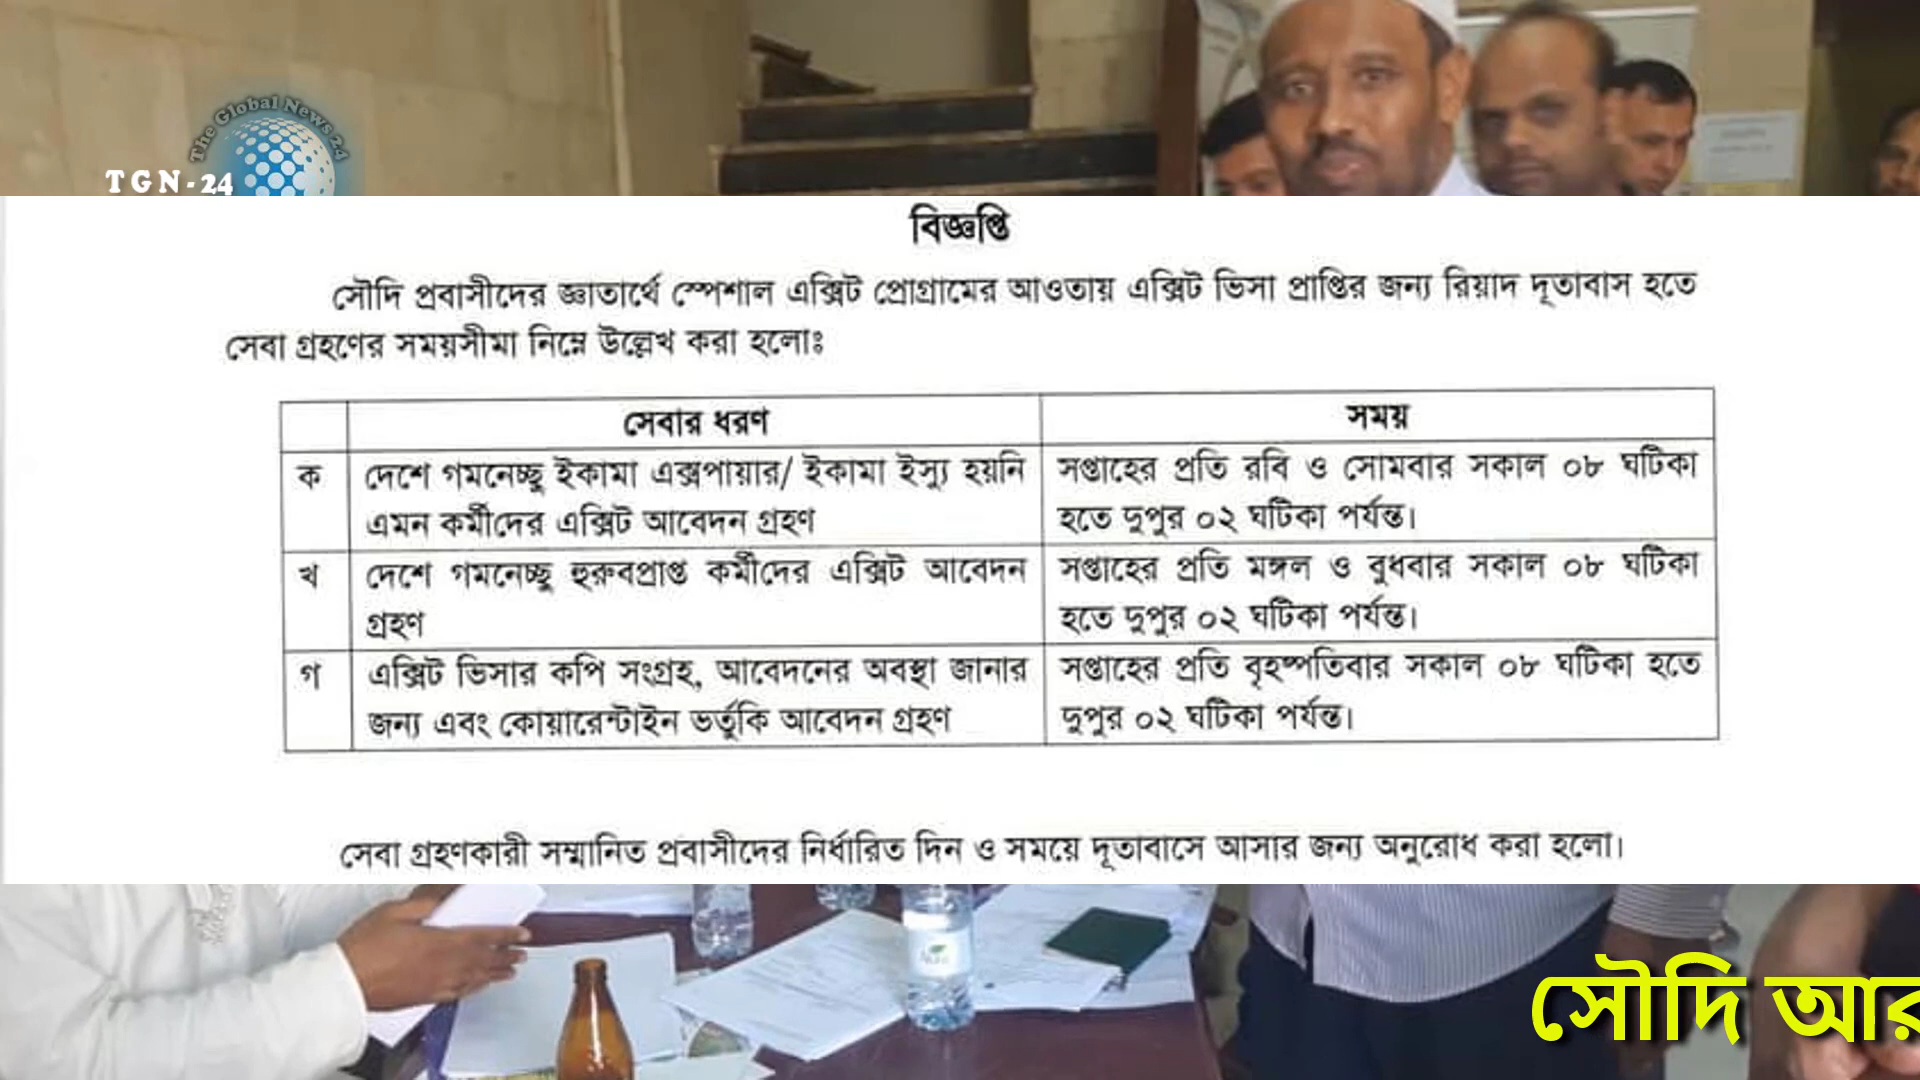 The Global News 24
TGN-24
বিজ্ঞপ্তি
সৌদি প্রবাসীদের জ্ঞাতার্থে স্পেশাল এক্সিট প্রোগ্রামের আওতায় এক্সিট ভিসা প্রাপ্তির জন্য রিয়াদ দূতাবাস হতে
সেবা গ্রহণের সময়সীমা নিম্নে উল্লেখ করা হলোঃ
সেবার ধরণ সময়
ক দেশে গমনেচ্ছু ইকামা এক্সপায়ার/ ইকামা ইস্যু হয়নি সপ্তাহের প্রতি রবি ও সোমবার সকাল ০৮ ঘটিকা
এমন কর্মীদের এক্সিট আবেদন গ্রহণ হতে দুপুর ০২ ঘটিকা পর্যন্ত।
খ দেশে গমনেচ্ছু হুরুবপ্রাপ্ত কর্মীদের এক্সিট আবেদন সপ্তাহের প্রতি মঙ্গল ও বুধবার সকাল ০৮ ঘটিকা
গ্রহণ হতে দুপুর ০২ ঘটিকা পর্যন্ত।
গ এক্সিট ভিসার কপি সংগ্রহ, আবেদনের অবস্থা জানার সপ্তাহের প্রতি বৃহষ্পতিবার সকাল ০৮ ঘটিকা হতে
জন্য এবং কোয়ারেন্টাইন ভর্তুকি আবেদন গ্রহণ দুপুর ০২ ঘটিকা পর্যন্ত।
সেবা গ্রহণকারী সম্মানিত প্রবাসীদের নির্ধারিত দিন ও সময়ে দূতাবাসে আসার জন্য অনুরোধ করা হলো।
সৌদি আর